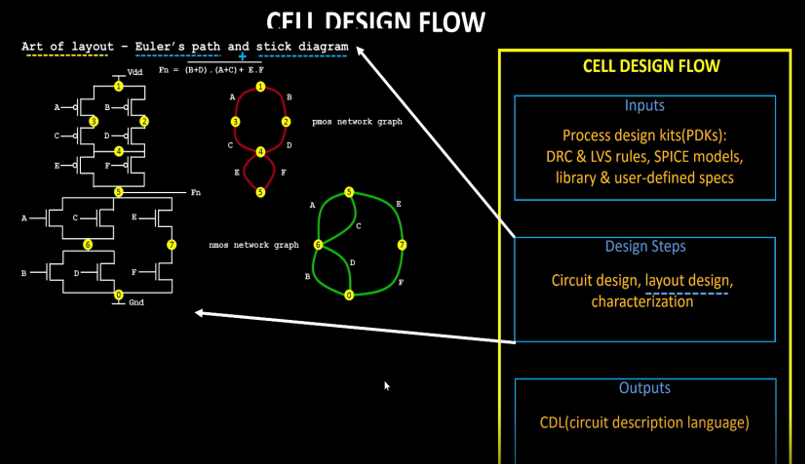 CELL DESIGN FLOW
Art of layout - Euler's path and stick diagram
+
Fn = (B+D).(A+C)+ E.F
Vdd
1
A
B
3
2
C
D
4
E
F
5
Fn
A
C
E
6
7
B
D
F
0
Gnd
1
A
B
3
2
pmos network graph
C
D
4
E
F
5
5
A
E
C
nmos network graph
6
7
D
B
F
0
CELL DESIGN FLOW
Inputs
Process design kits(PDKs):
DRC & LVS rules, SPICE models,
library & user-defined specs
Design Steps
Circuit design, layout design,
characterization
Outputs
CDL(circuit description language)